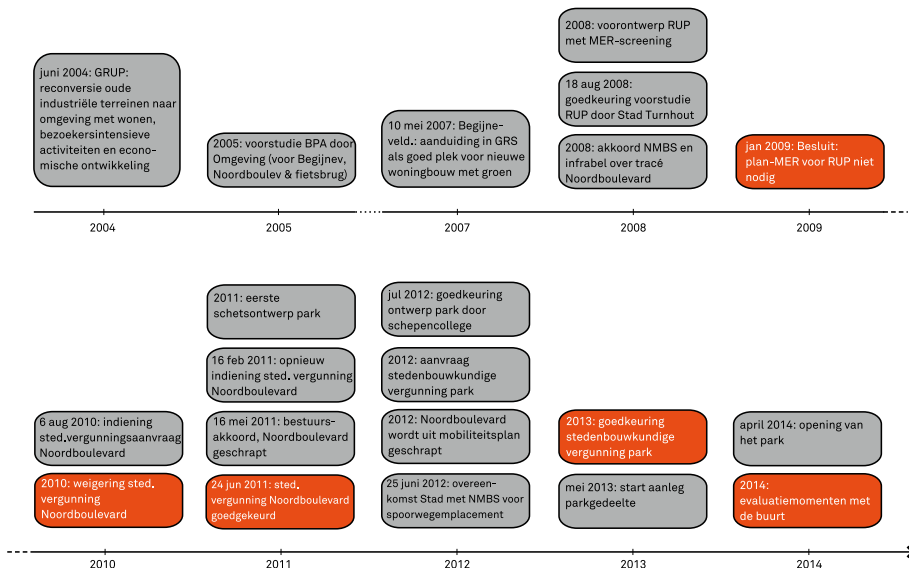 juni 2004: GRUP:
reconversie oude
industriële terreinen naar
omgeving met wonen,
bezoekersintensieve
activiteiten en econo-
mische ontwikkeling
2005: voorstudie BPA door
Omgeving (voor Begijnev,
Noordboulev & fietsbrug)
10 mei 2007: Begijne-
veld.: aanduiding in GRS
als goed plek voor nieuwe
woningbouw met groen
2008: voorontwerp RUP
met MER-screening
18 aug 2008:
goedkeuring voorstudie
RUP door Stad Turnhout
2008: akkoord NMBS en
infrabel over tracé
Noordboulevard
jan 2009: Besluit:
plan-MER voor RUP niet
nodig
2004
2005
2007
2008
2009
6 aug 2010: indiening
sted.vergunningsaanvraag
Noordboulevard
2010: weigering sted.
vergunning
Noordboulevard
2011: eerste
schetsontwerp park
16 feb 2011: opnieuw
indiening sted. vergunning
Noordboulevard
16 mei 2011: bestuurs-
akkoord, Noordboulevard
geschrapt
24 jun 2011: sted.
vergunning Noordboulevard
goedgekeurd
jul 2012: goedkeuring
ontwerp park door
schepencollege
2012: aanvraag
stedenbouwkundige
vergunning park
2012: Noordboulevard
wordt uit mobiliteitsplan
geschrapt
25 juni 2012: overeen-
komst Stad met NMBS voor
spoorwegemplacement
2013: goedkeuring
stedenbouwkundige
vergunning park
mei 2013: start aanleg
parkgedeelte
april 2014: opening van
het park
2014:
evaluatiemomenten met
de buurt
2010
2011
2012
2013
2014